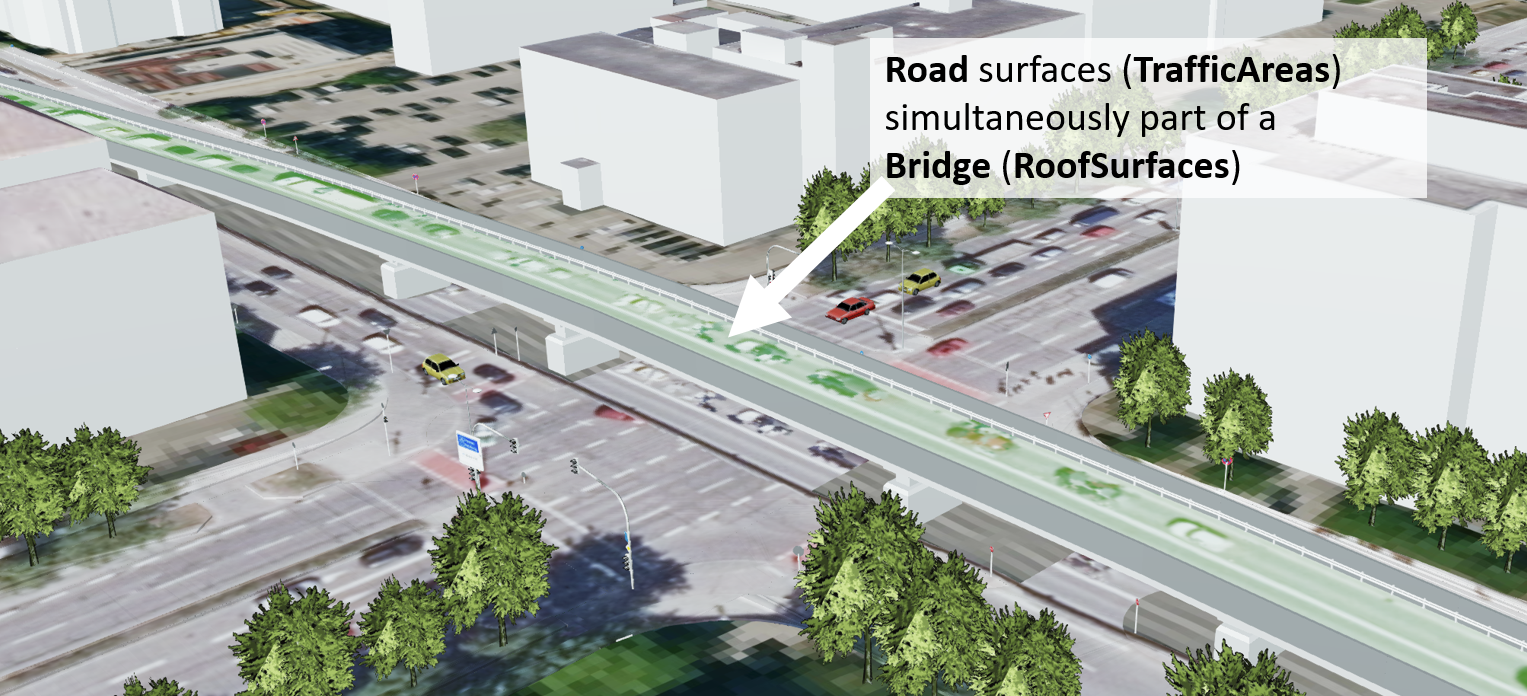 Road surfaces (TrafficAreas)
simultaneously part of a
Bridge (RoofSurfaces)